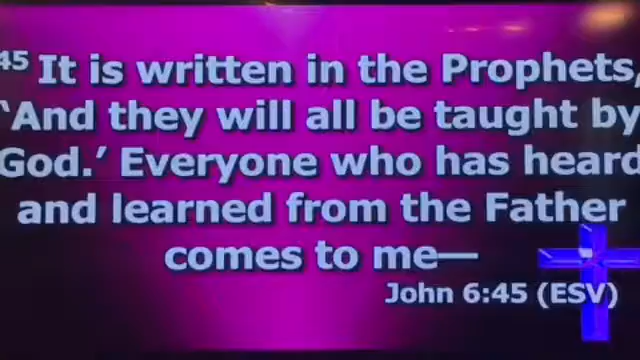 45 It is written in the Prophets,
'And they will all be taught by
God.' Everyone who has heard
and learned from the Father
comes to me—
John 6:45 (ESV)